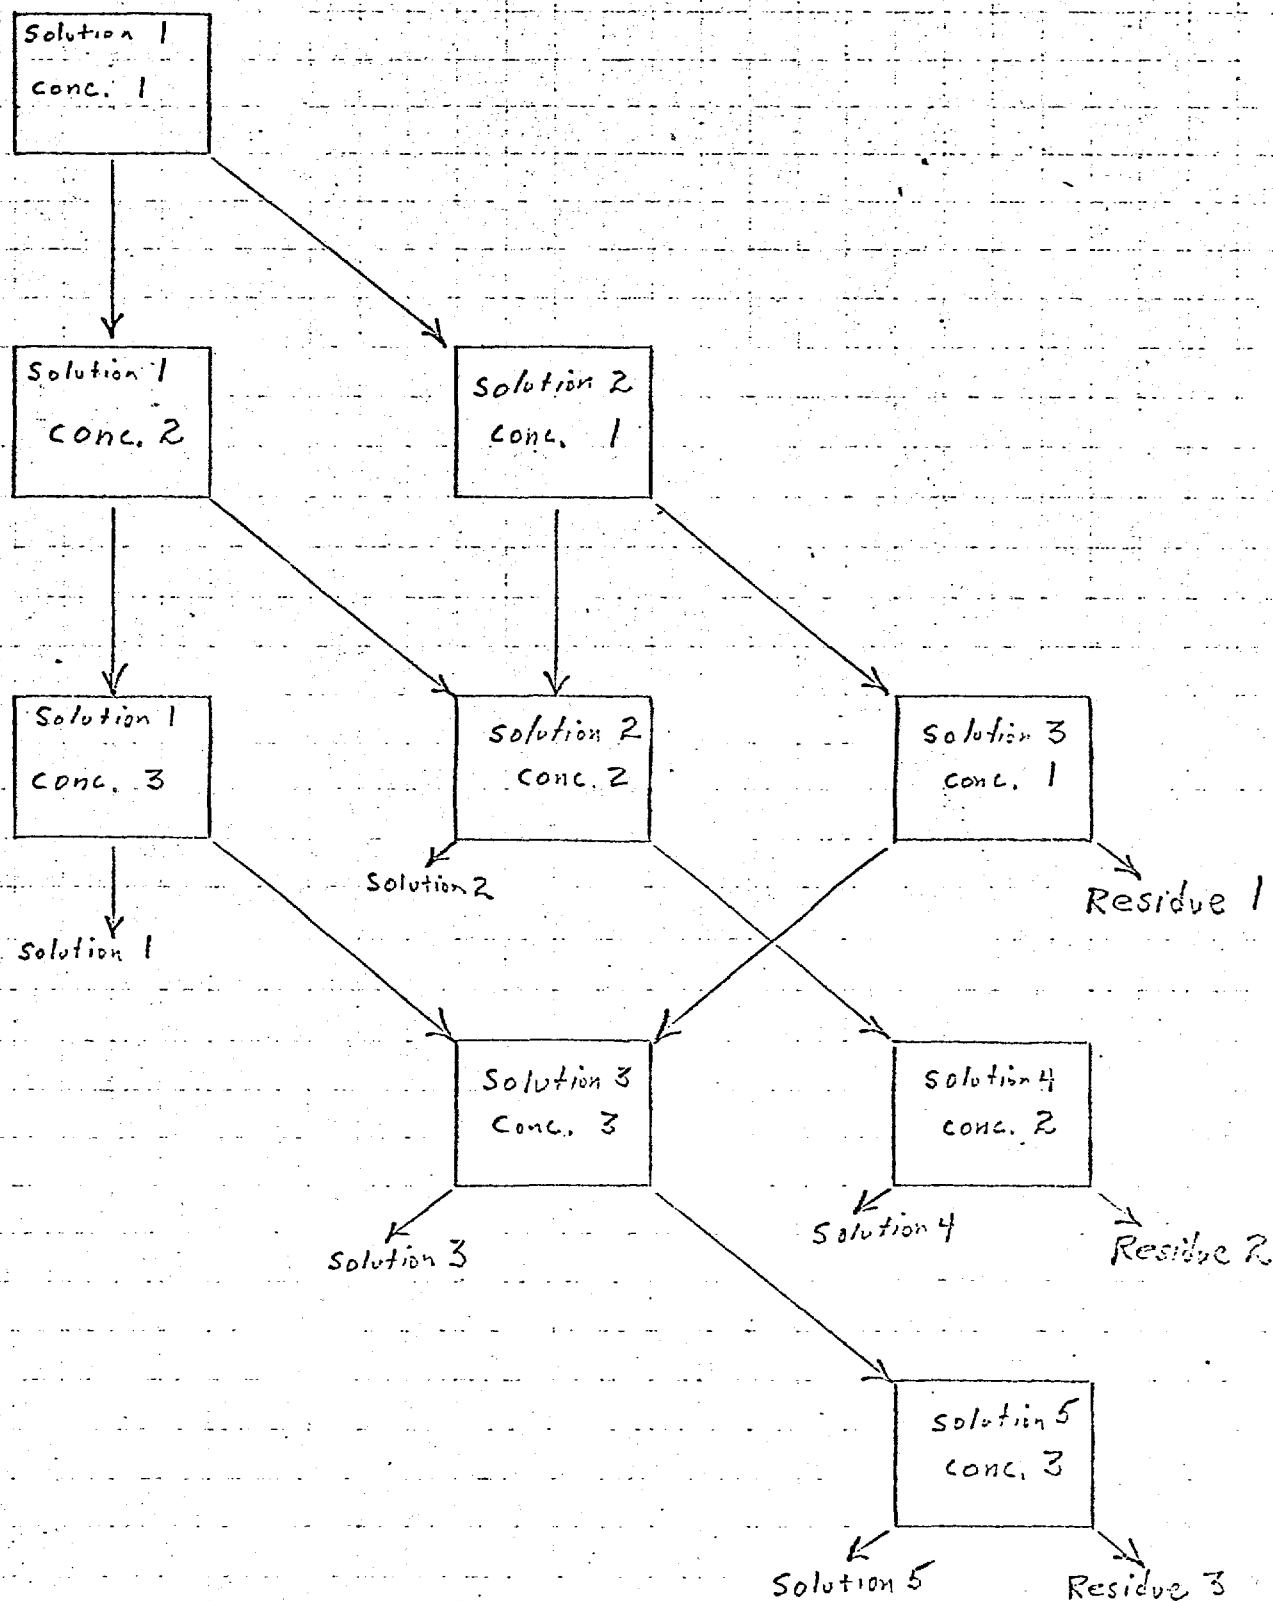 Solution 1
conc. 1
Solution 1
conc. 2
Solution 2
conc. 1
Solution 1
conc. 3
Solution 2
conc. 2
Solution 3
conc. 1
Solution 2
Residue 1
Solution 1
Solution 3
Conc. 3
Solution 4
conc. 2
Solution 3
Solution 4
Residue 2
Solution 5
conc. 3
Solution 5
Residue 3